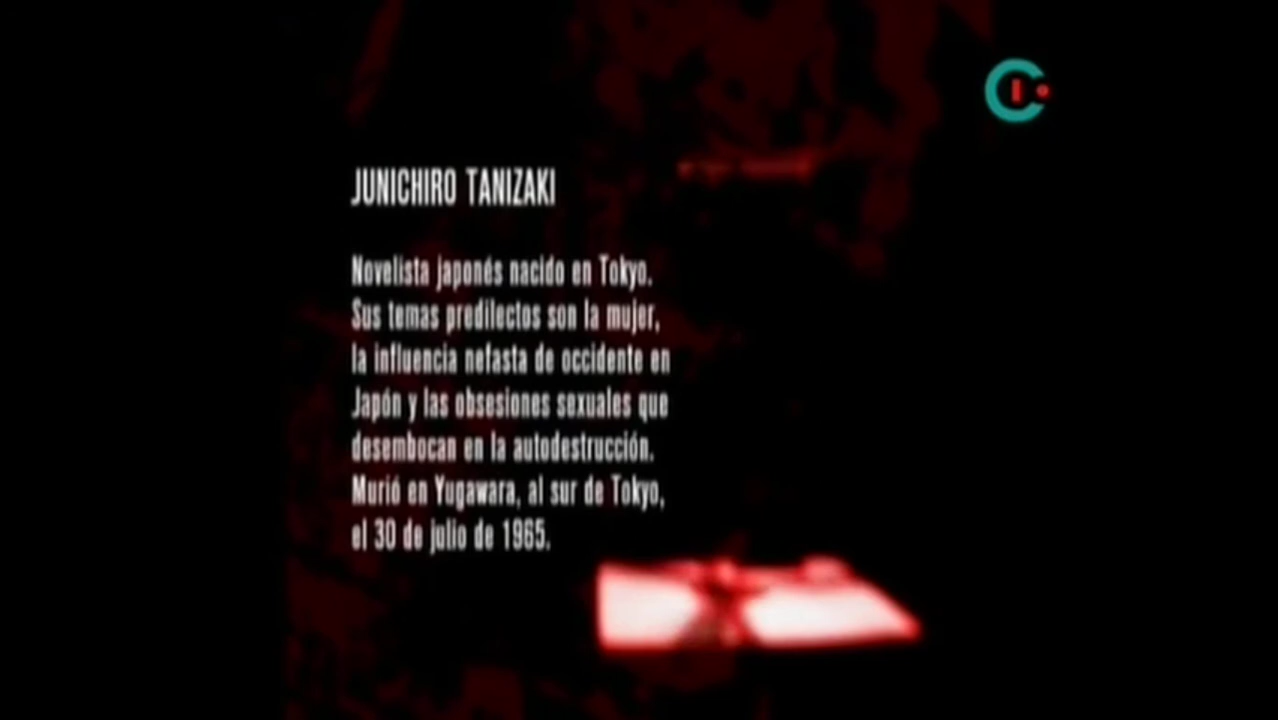 JUNICHIRO TANIZAKI
Novelista japonés nacido en Tokyo.
Sus temas predilectos son la mujer,
la influencia nefasta de occidente en
Japón y las obsesiones sexuales que
desembocan en la autodestrucción.
Murió en Yugawara, al sur de Tokyo,
el 30 de julio de 1965.